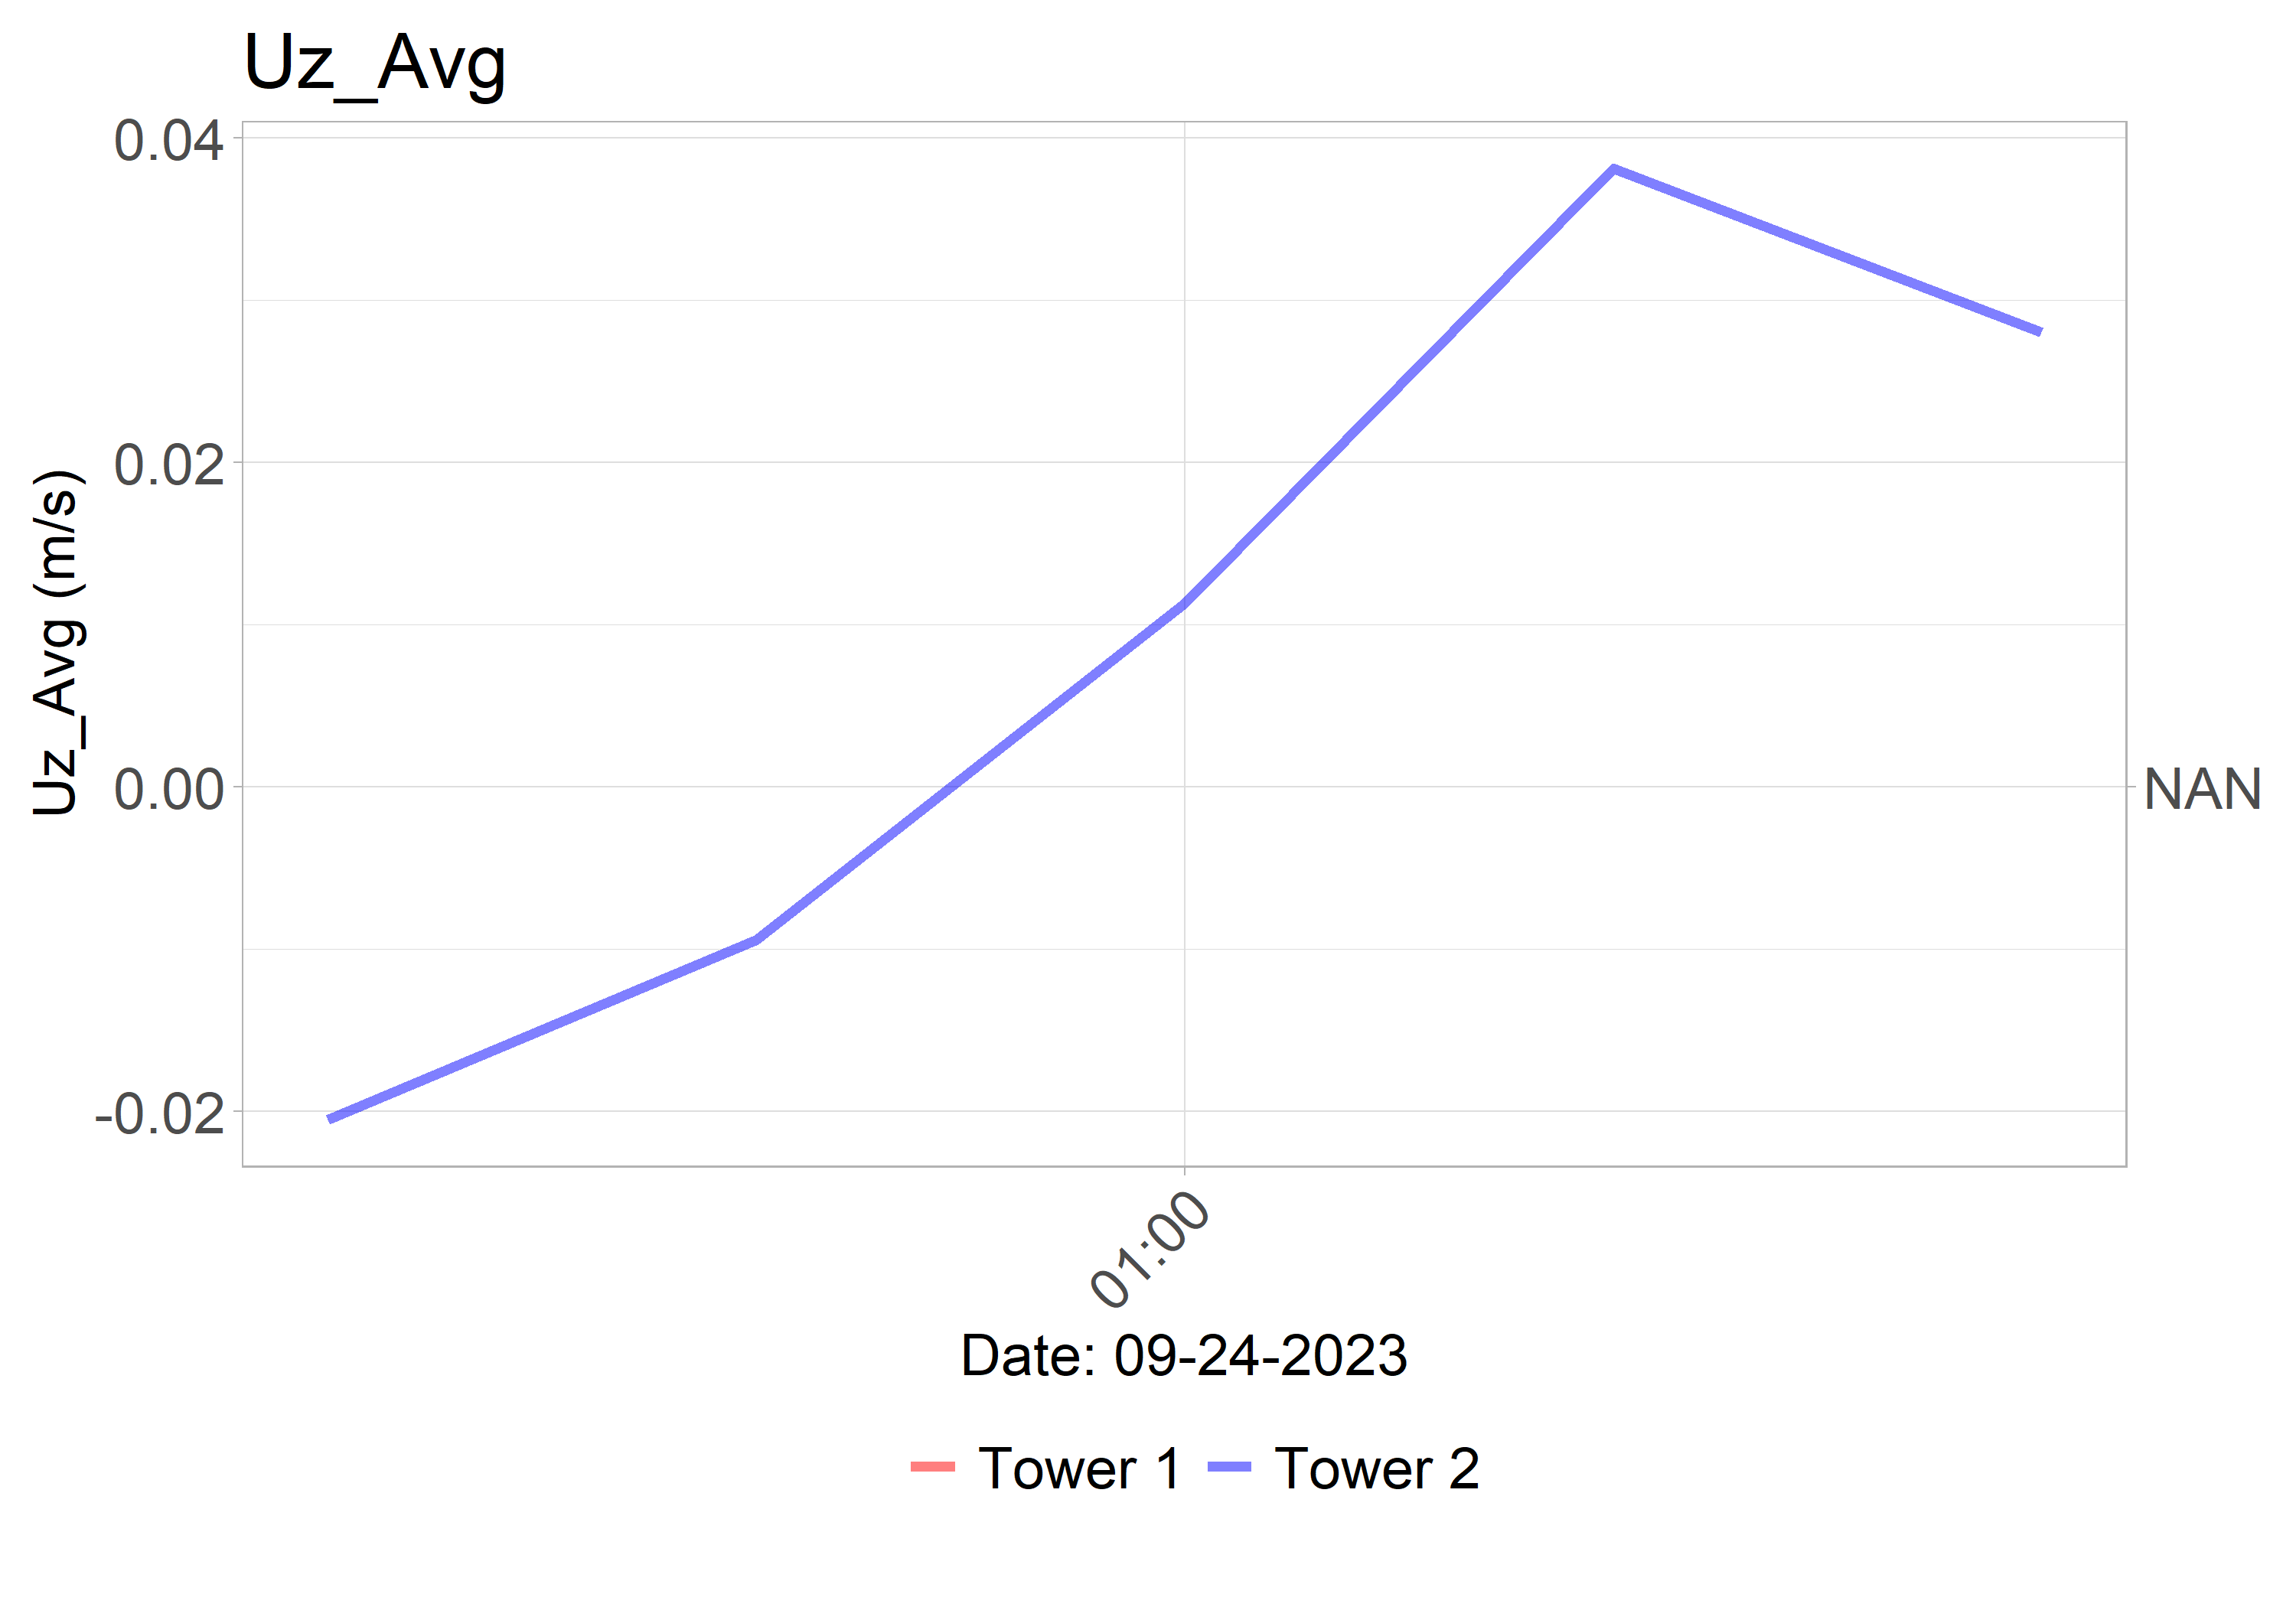 Uz_Avg
Uz_Avg (m/s)
0.04
0.02
0.00
-0.02
NAN
01:00
Date: 09-24-2023
Tower 1 Tower 2